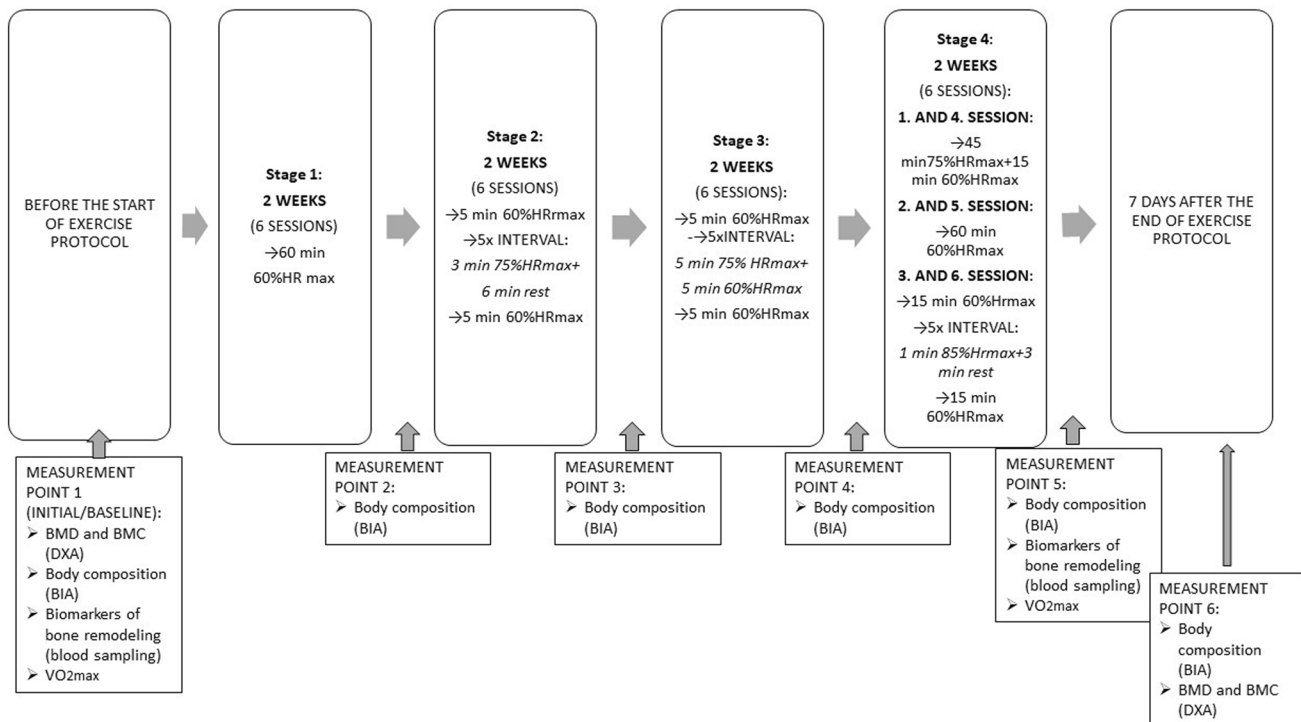 BEFORE THE START
OF EXERCISE
PROTOCOL
Stage 1:
2 WEEKS
(6 SESSIONS)
→60 min
60%HR max
Stage 2:
2 WEEKS
(6 SESSIONS)
→5 min 60%HRrmax
→5x INTERVAL:
3 min 75%HRmax+
6 min rest
→5 min 60%HRmax
Stage 3:
2 WEEKS
(6 SESSIONS):
→5 min 60%HRmax
-→5xINTERVAL:
5 min 75% HRmax+
5 min 60%HRmax
→5 min 60%HRmax
Stage 4:
2 WEEKS
(6 SESSIONS):
1. AND 4. SESSION:
→45
min75%HRmax+15
min 60%HRmax
2. AND 5. SESSION:
→60 min
60%HRmax
3. AND 6. SESSION:
→15 min 60%Hrmax
→5x INTERVAL:
1 min 85%Hrmax+3
min rest
→15 min
60%HRmax
7 DAYS AFTER THE
END OF EXERCISE
PROTOCOL
MEASUREMENT
POINT 1
(INITIAL/BASELINE):
➢ BMD and BMC
(DXA)
➢ Body composition
(BIA)
➢ Biomarkers of
bone remodeling
(blood sampling)
➢ VO2max
MEASUREMENT
POINT 2:
➢ Body composition
(BIA)
MEASUREMENT
POINT 3:
➢ Body composition
(BIA)
MEASUREMENT
POINT 4:
➢ Body composition
(BIA)
MEASUREMENT
POINT 5:
➢ Body composition
(BIA)
➢ Biomarkers of
bone remodeling
(blood sampling)
➢ VO2max
MEASUREMENT
POINT 6:
➢ Body
composition
(BIA)
➢ BMD and BMC
(DXA)